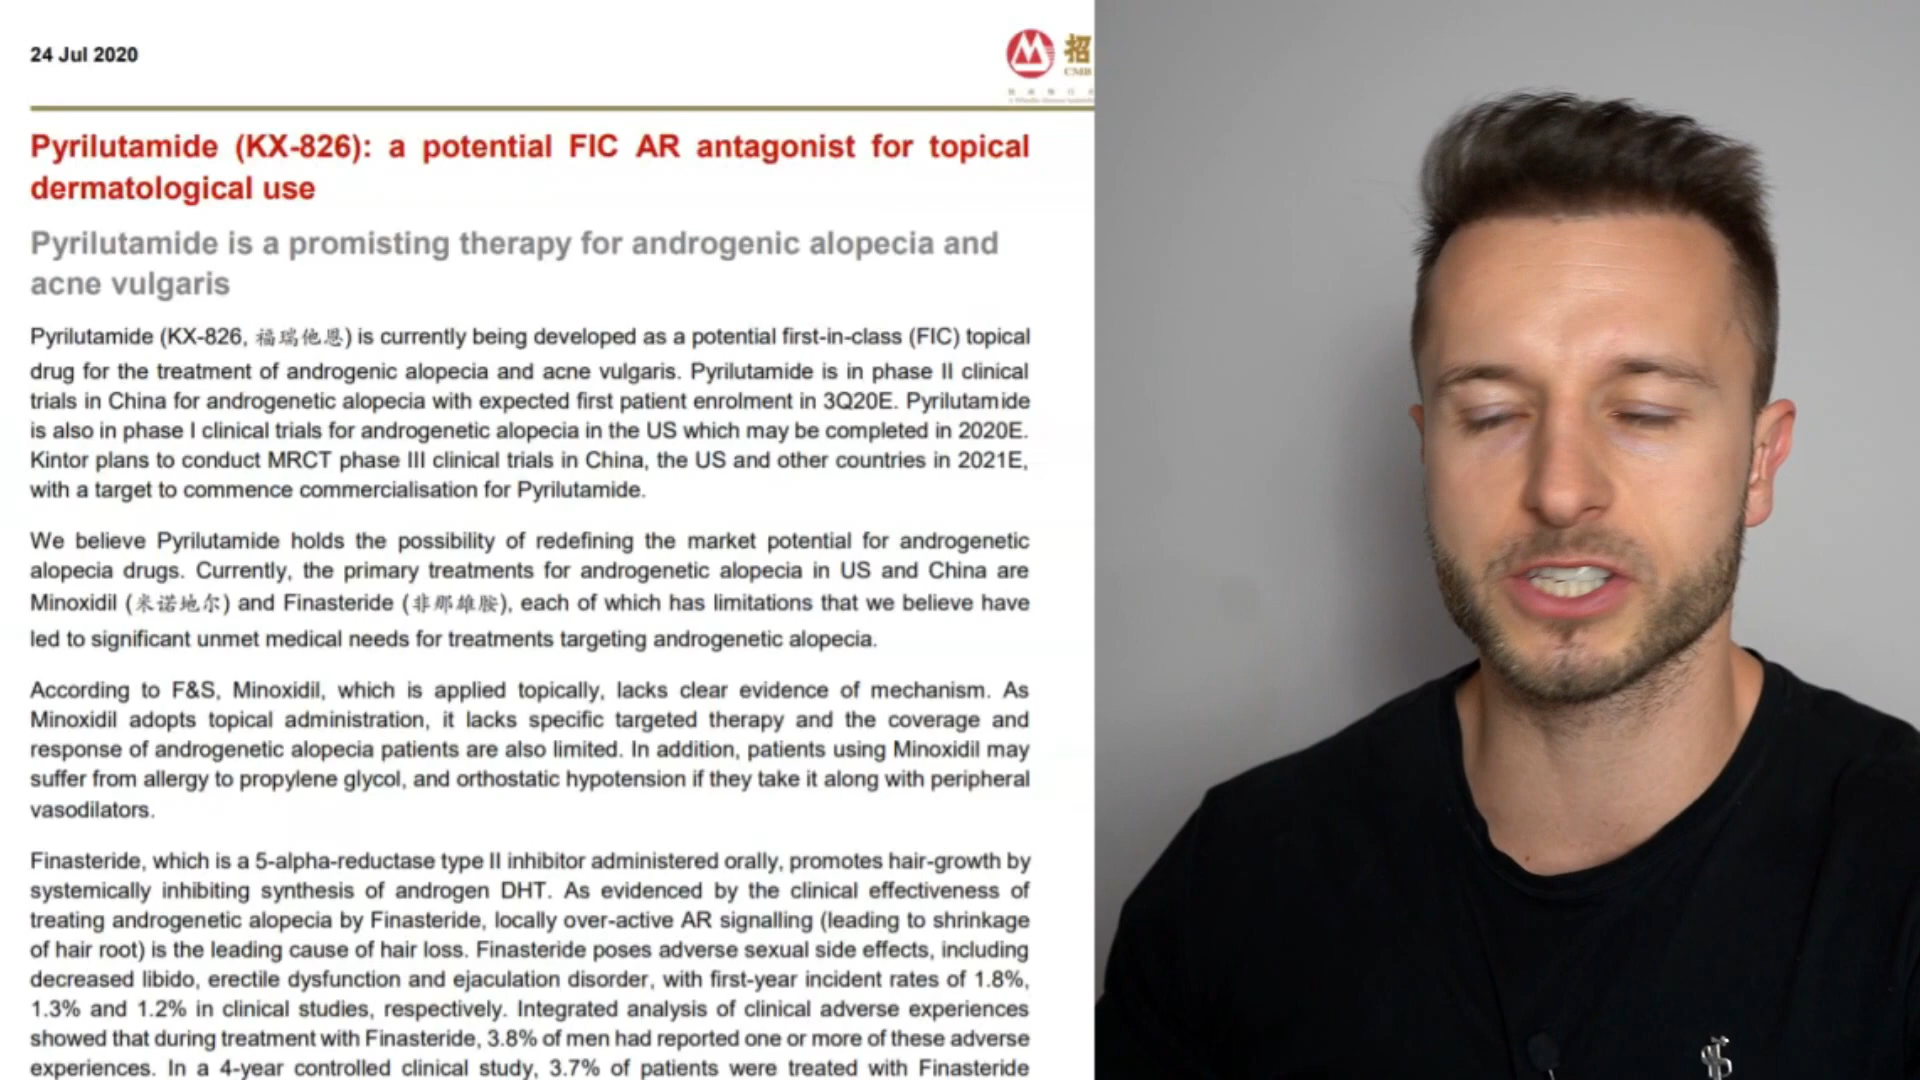 24 Jul 2020
招
CMB
Pyrilutamide (KX-826): a potential FIC AR antagonist for topical
dermatological use
Pyrilutamide is a promisting therapy for androgenic alopecia and
acne vulgaris
Pyrilutamide (KX-826, 福瑞他恩) is currently being developed as a potential first-in-class (FIC) topical
drug for the treatment of androgenic alopecia and acne vulgaris. Pyrilutamide is in phase II clinical
trials in China for androgenetic alopecia with expected first patient enrolment in 3Q20E. Pyrilutamide
is also in phase I clinical trials for androgenetic alopecia in the US which may be completed in 2020E.
Kintor plans to conduct MRCT phase III clinical trials in China, the US and other countries in 2021E,
with a target to commence commercialisation for Pyrilutamide.
We believe Pyrilutamide holds the possibility of redefining the market potential for androgenetic
alopecia drugs. Currently, the primary treatments for androgenetic alopecia in US and China are
Minoxidil (米诺地尔) and Finasteride (非那雄胺), each of which has limitations that we believe have
led to significant unmet medical needs for treatments targeting androgenetic alopecia.
According to F&S, Minoxidil, which is applied topically, lacks clear evidence of mechanism. As
Minoxidil adopts topical administration, it lacks specific targeted therapy and the coverage and
response of androgenetic alopecia patients are also limited. In addition, patients using Minoxidil may
suffer from allergy to propylene glycol, and orthostatic hypotension if they take it along with peripheral
vasodilators.
Finasteride, which is a 5-alpha-reductase type II inhibitor administered orally, promotes hair-growth by
systemically inhibiting synthesis of androgen DHT. As evidenced by the clinical effectiveness of
treating androgenetic alopecia by Finasteride, locally over-active AR signalling (leading to shrinkage
of hair root) is the leading cause of hair loss. Finasteride poses adverse sexual side effects, including
decreased libido, erectile dysfunction and ejaculation disorder, with first-year incident rates of 1.8%,
1.3% and 1.2% in clinical studies, respectively. Integrated analysis of clinical adverse experiences
showed that during treatment with Finasteride, 3.8% of men had reported one or more of these adverse
experiences. In a 4-year controlled clinical study, 3.7% of patients were treated with Finasteride